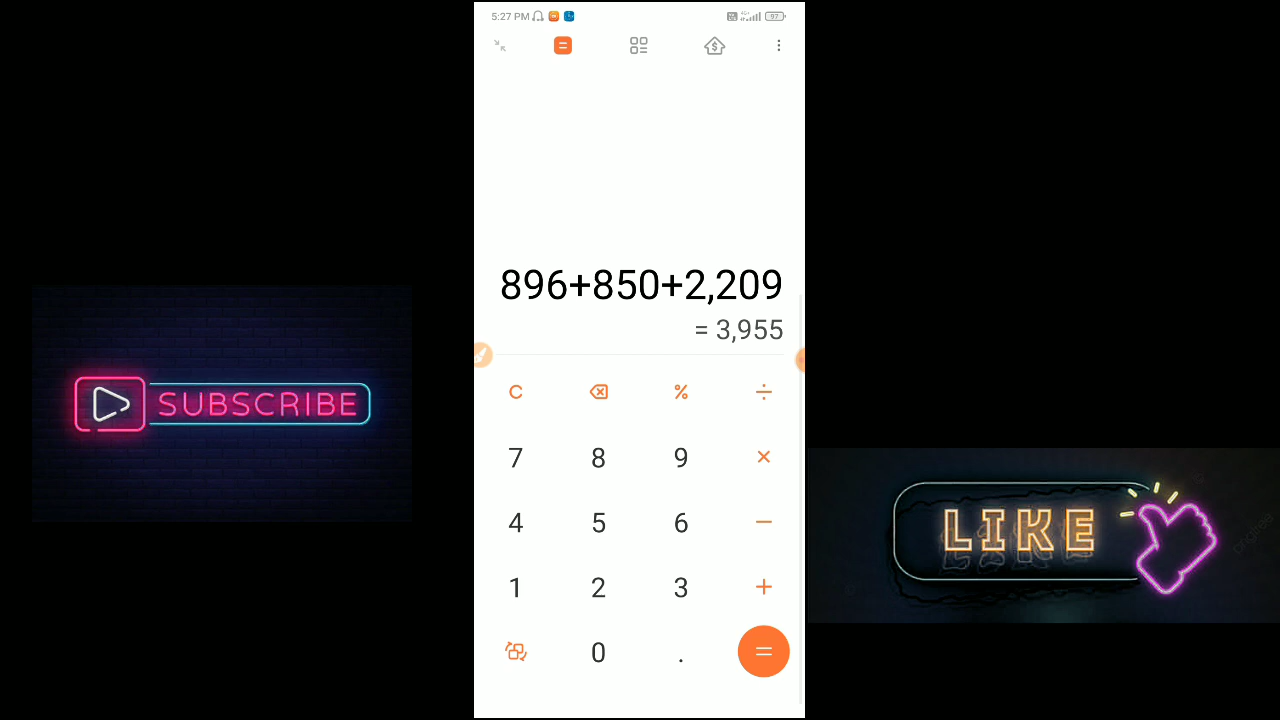 5:27 PM
97
896+850+2,209
= 3,955
C % ÷
7 8 9 ×
4 5 6 −
1 2 3 +
0 . =
SUBSCRIBE
LIKE